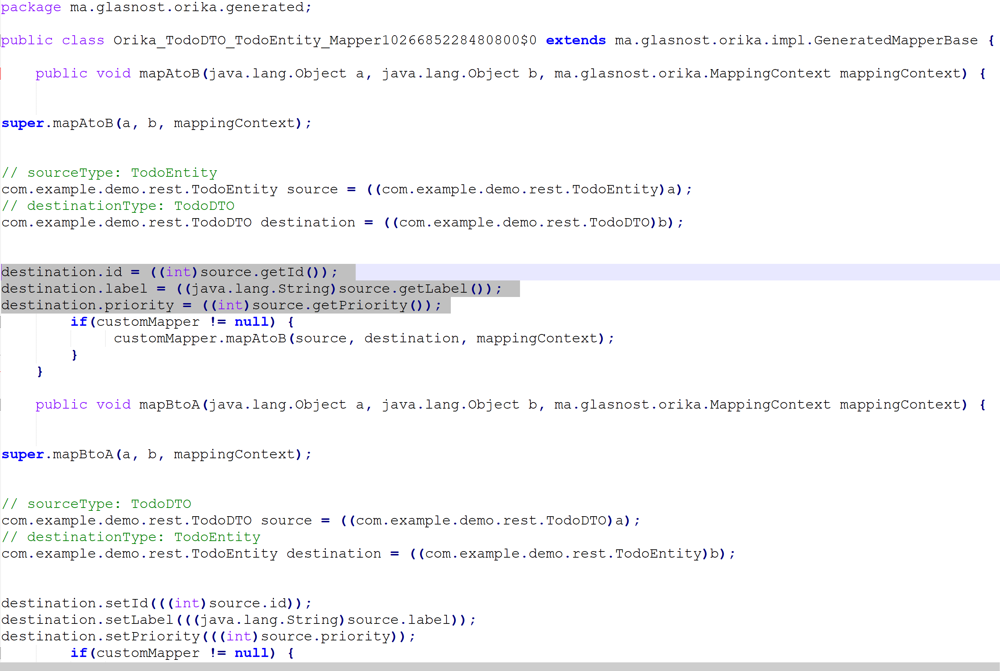 package ma.glasnost.orika.generated;
public class Orika_TodoDTO_TodoEntity_Mapper1026685228480800$0 extends ma.glasnost.orika.impl.GeneratedMapperBase {
public void mapAtoB(java.lang.Object a, java.lang.Object b, ma.glasnost.orika.MappingContext mappingContext) {
super.mapAtoB(a, b, mappingContext);
// sourceType: TodoEntity
com.example.demo.rest.TodoEntity source = ((com.example.demo.rest.TodoEntity)a);
// destinationType: TodoDTO
com.example.demo.rest.TodoDTO destination = ((com.example.demo.rest.TodoDTO)b);
destination.id = ((int)source.getId());
destination.label = ((java.lang.String)source.getLabel());
destination.priority = ((int)source.getPriority());
if(customMapper != null) {
customMapper.mapAtoB(source, destination, mappingContext);
}
}
public void mapBtoA(java.lang.Object a, java.lang.Object b, ma.glasnost.orika.MappingContext mappingContext) {
super.mapBtoA(a, b, mappingContext);
// sourceType: TodoDTO
com.example.demo.rest.TodoDTO source = ((com.example.demo.rest.TodoDTO)a);
// destinationType: TodoEntity
com.example.demo.rest.TodoEntity destination = ((com.example.demo.rest.TodoEntity)b);
destination.setId(((int)source.id));
destination.setLabel(((java.lang.String)source.label));
destination.setPriority(((int)source.priority));
if(customMapper != null) {